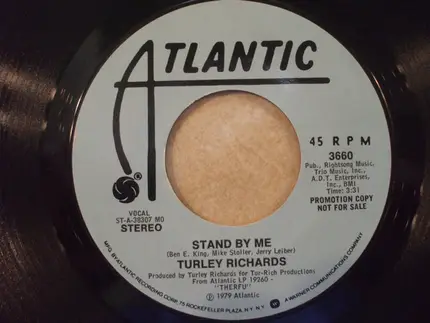 ATLANTIC
45 RPM
3660
Pub., Rightsong Music,
Trio Music, Inc.,
A.D.T. Enterprises,
Inc., BMI
Time: 3:31
PROMOTION COPY
NOT FOR SALE
VOCAL
ST-A-38307 MO
STEREO
STAND BY ME
(Ben E. King, Mike Stoller, Jerry Leiber)
TURLEY RICHARDS
Produced by Turley Richards for Tur-Rich Productions
From Atlantic LP 19260 -
"THERFU"
℗ 1979 Atlantic
MFG. BY ATLANTIC RECORDING CORP. 75 ROCKEFELLER PLAZA, N.Y. N.Y. A WARNER COMMUNICATIONS COMPANY